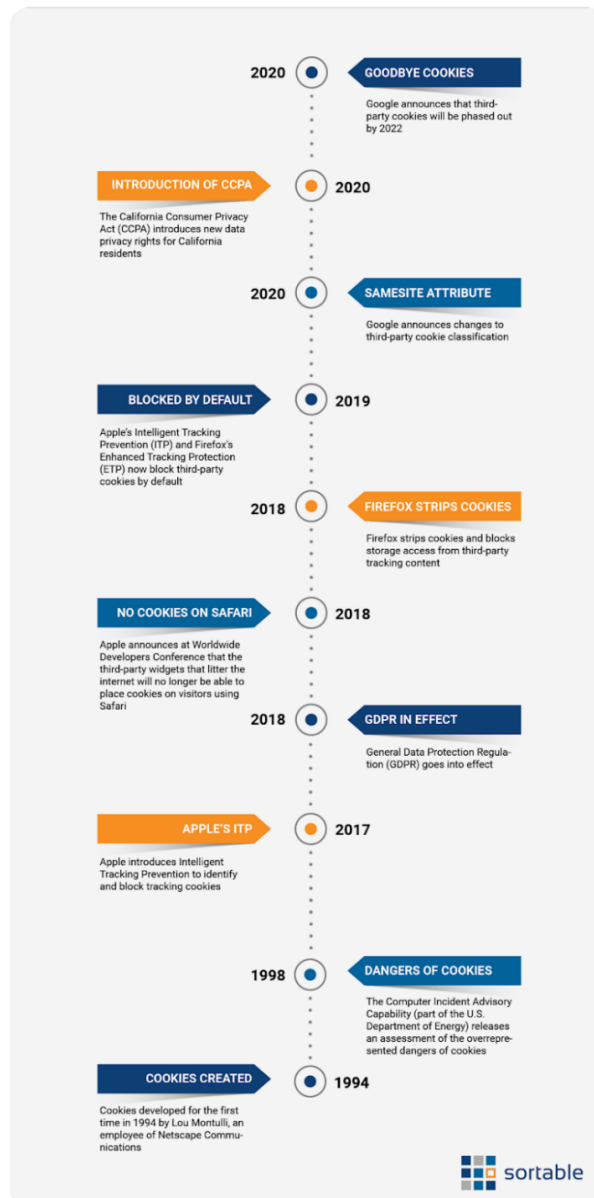 2020
GOODBYE COOKIES
Google announces that third-
party cookies will be phased out
by 2022
INTRODUCTION OF CCPA
2020
The California Consumer Privacy
Act (CCPA) introduces new data
privacy rights for California
residents
2020
SAMESITE ATTRIBUTE
Google announces changes to
third-party cookie classification
BLOCKED BY DEFAULT
2019
Apple's Intelligent Tracking
Prevention (ITP) and Firefox's
Enhanced Tracking Protection
(ETP) now block third-party
cookies by default
2018
FIREFOX STRIPS COOKIES
Firefox strips cookies and blocks
storage access from third-party
tracking content
NO COOKIES ON SAFARI
2018
Apple announces at Worldwide
Developers Conference that the
third-party widgets that litter the
internet will no longer be able to
place cookies on visitors using
Safari
2018
GDPR IN EFFECT
General Data Protection Regula-
tion (GDPR) goes into effect
APPLE'S ITP
2017
Apple introduces Intelligent
Tracking Prevention to identify
and block tracking cookies
1998
DANGERS OF COOKIES
The Computer Incident Advisory
Capability (part of the U.S.
Department of Energy) releases
an assessment of the overrepre-
sented dangers of cookies
COOKIES CREATED
1994
Cookies developed for the first
time in 1994 by Lou Montulli, an
employee of Netscape Commu-
nications
sortable